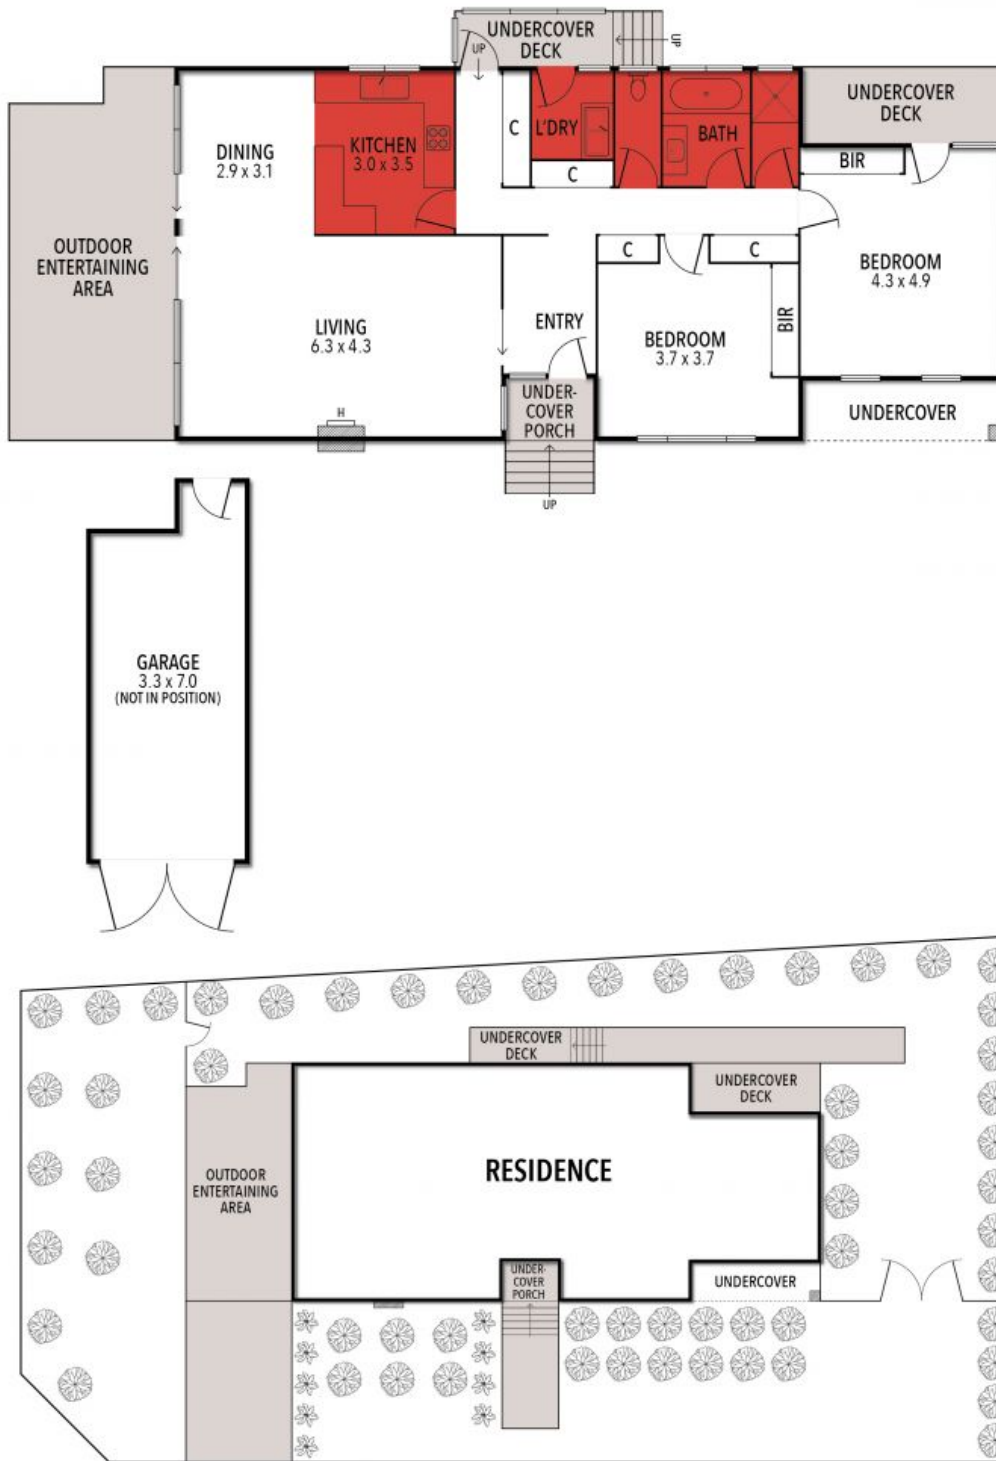 UNDERCOVER
DECK
UP
UP
UNDERCOVER
DECK
DINING
2.9 x 3.1
KITCHEN
3.0 x 3.5
C
L'DRY
C
BATH
BIR
OUTDOOR
ENTERTAINING
AREA
LIVING
6.3 x 4.3
ENTRY
C
C
BEDROOM
3.7 x 3.7
BIR
BEDROOM
4.3 x 4.9
H
UNDER-
COVER
PORCH
UP
UNDERCOVER
GARAGE
3.3 x 7.0
(NOT IN POSITION)
UNDERCOVER
DECK
UNDERCOVER
DECK
OUTDOOR
ENTERTAINING
AREA
RESIDENCE
UNDER-
COVER
PORCH
UNDERCOVER